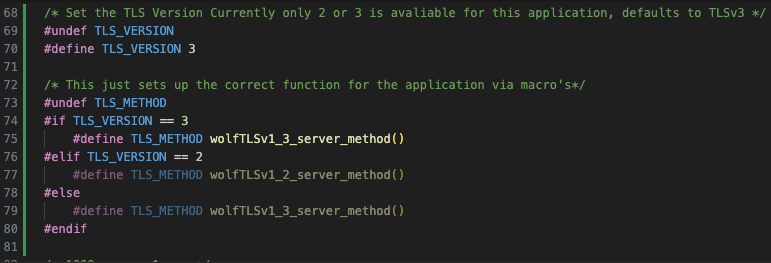 68 /* Set the TLS Version Currently only 2 or 3 is avaliable for this application, defaults to TLSv3 */
69 #undef TLS_VERSION
70 #define TLS_VERSION 3
71
72 /* This just sets up the correct function for the application via macro's*/
73 #undef TLS_METHOD
74 #if TLS_VERSION == 3
75     #define TLS_METHOD wolfTLSv1_3_server_method()
76 #elif TLS_VERSION == 2
77     #define TLS_METHOD wolfTLSv1_2_server_method()
78 #else
79     #define TLS_METHOD wolfTLSv1_3_server_method()
80 #endif
81